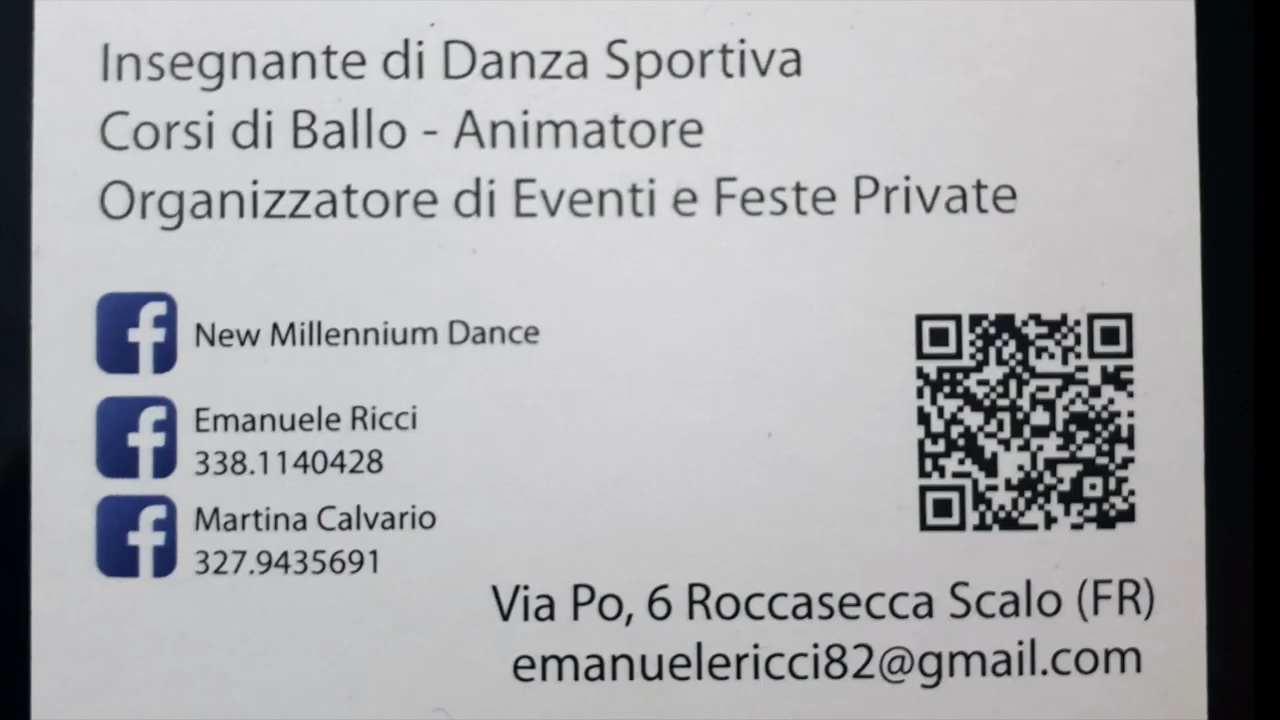 Insegnante di Danza Sportiva
Corsi di Ballo - Animatore
Organizzatore di Eventi e Feste Private
New Millennium Dance
Emanuele Ricci
338.1140428
Martina Calvario
327.9435691
Via Po, 6 Roccasecca Scalo (FR)
emanuelericci82@gmail.com